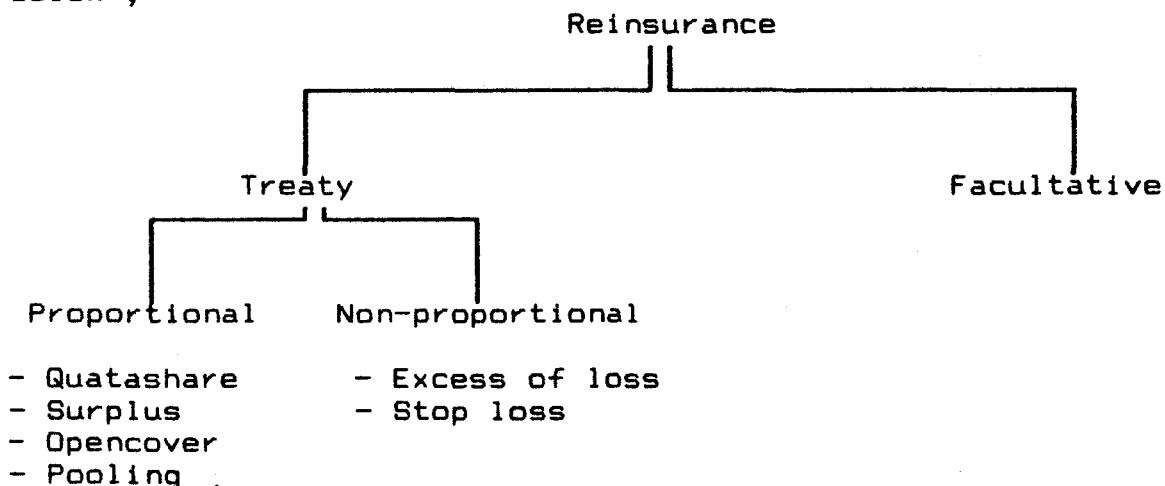 Reinsurance
Treaty Facultative
Proportional Non-proportional
- Quatashare - Excess of loss
- Surplus - Stop loss
- Opencover
- Pooling